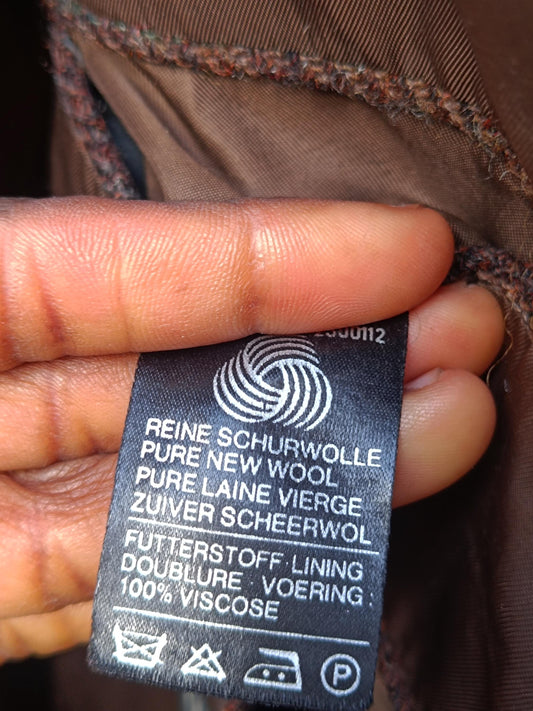 REINE SCHURWOLLE
PURE NEW WOOL
PURE LAINE VIERGE
ZUIVER SCHEERWOL
FUTTERSTOFF LINING
DOUBLURE VOERING :
100% VISCOSE
P